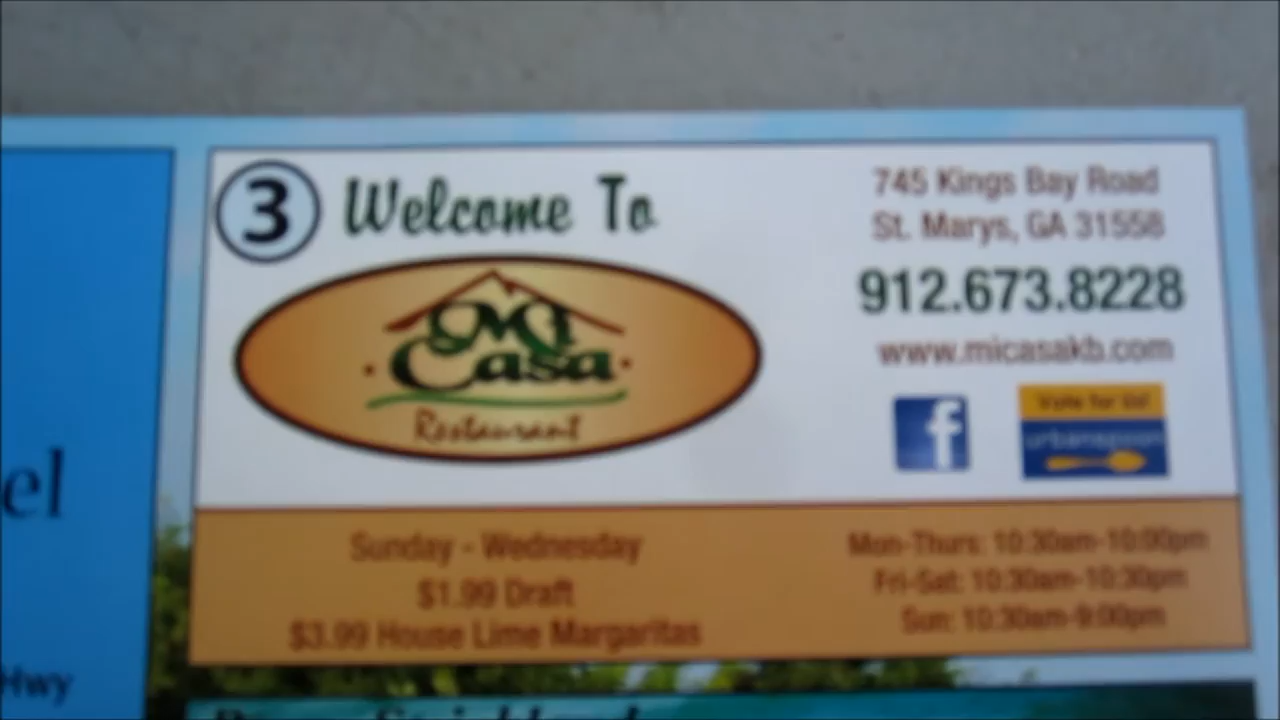 3
Welcome To
Mi
Casa
Restaurant
745 Kings Bay Road
St. Marys, GA 31558
912.673.8228
www.micasakb.com
f
Vote for Us!
urbanspoon
Sunday - Wednesday
$1.99 Draft
$3.99 House Lime Margaritas
Mon-Thurs: 10:30am-10:00pm
Fri-Sat: 10:30am-10:30pm
Sun: 10:30am-9:00pm
el
Hwy